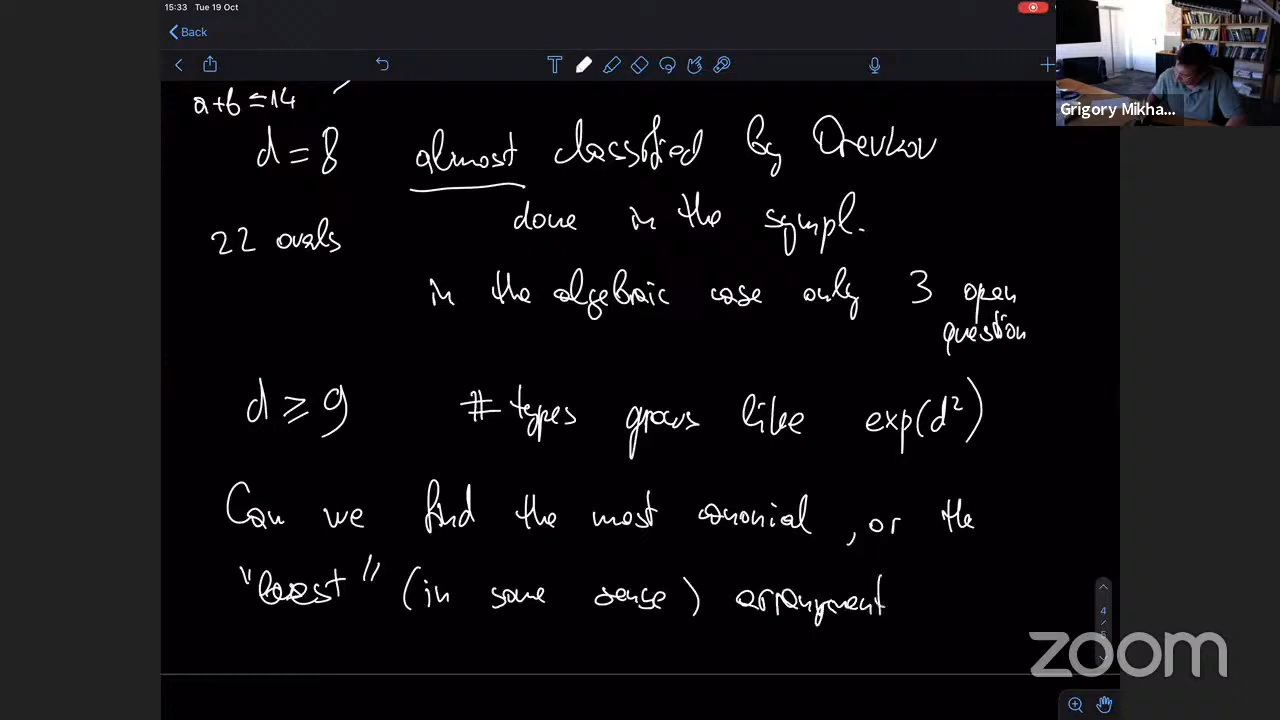 15:33 Tue 19 Oct
Back
Grigory Mikha...
a+b=14
d=8 almost classified by Orevkov
done in the sympl.
22 ovals
in the algebraic case only 3 open
question
d ≥ 9 # types grows like exp(d²)
Can we find the most canonial, or the
"best" (in some sense) arrangment
4
zoom